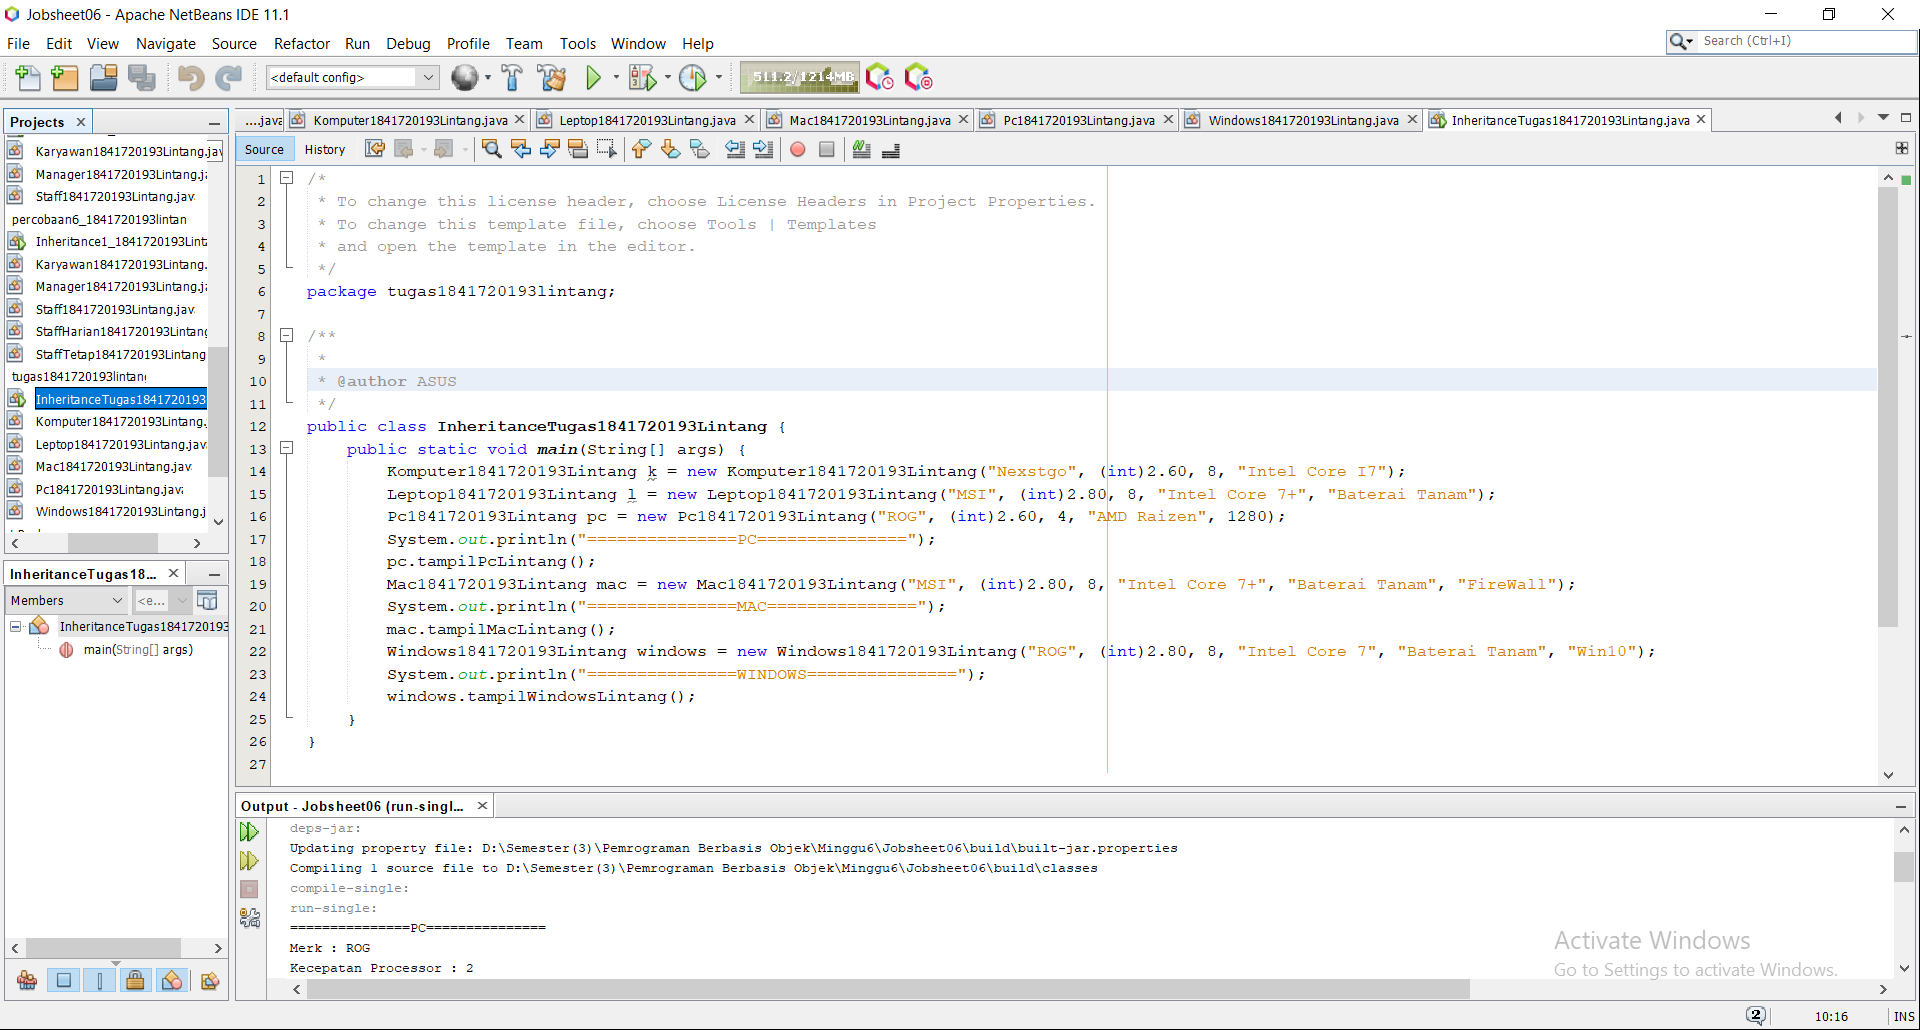 Jobsheet06 - Apache NetBeans IDE 11.1
File Edit View Navigate Source Refactor Run Debug Profile Team Tools Window Help
Search (Ctrl+I)
<default config>
511.2/1214MB
Projects
Karyawan1841720193Lintang.jav
Manager1841720193Lintang.ja
Staff1841720193Lintang.jav
percobaan6_1841720193lintan
Inheritance1_1841720193Lint
Karyawan1841720193Lintang.
Manager1841720193Lintang.ja
Staff1841720193Lintang.jav
StaffHarian1841720193Lintang
StaffTetap1841720193Lintang
tugas1841720193lintang
InheritanceTugas1841720193
Komputer1841720193Lintang.
Leptop1841720193Lintang.jav
Mac1841720193Lintang.jav
Pc1841720193Lintang.java
Windows1841720193Lintang.j
InheritanceTugas18...
Members
<e...
InheritanceTugas1841720193
main(String[] args)
....java
Komputer1841720193Lintang.java
Leptop1841720193Lintang.java
Mac1841720193Lintang.java
Pc1841720193Lintang.java
Windows1841720193Lintang.java
InheritanceTugas1841720193Lintang.java
Source History
1 /*
2 * To change this license header, choose License Headers in Project Properties.
3 * To change this template file, choose Tools | Templates
4 * and open the template in the editor.
5 */
6 package tugas1841720193lintang;
7
8 /**
9 *
10 * @author ASUS
11 */
12 public class InheritanceTugas1841720193Lintang {
13 public static void main(String[] args) {
14 Komputer1841720193Lintang k = new Komputer1841720193Lintang("Nexstgo", (int)2.60, 8, "Intel Core I7");
15 Leptop1841720193Lintang l = new Leptop1841720193Lintang("MSI", (int)2.80, 8, "Intel Core 7+", "Baterai Tanam");
16 Pc1841720193Lintang pc = new Pc1841720193Lintang("ROG", (int)2.60, 4, "AMD Raizen", 1280);
17 System.out.println("===============PC===============");
18 pc.tampilPcLintang();
19 Mac1841720193Lintang mac = new Mac1841720193Lintang("MSI", (int)2.80, 8, "Intel Core 7+", "Baterai Tanam", "FireWall");
20 System.out.println("===============MAC===============");
21 mac.tampilMacLintang();
22 Windows1841720193Lintang windows = new Windows1841720193Lintang("ROG", (int)2.80, 8, "Intel Core 7", "Baterai Tanam", "Win10");
23 System.out.println("===============WINDOWS===============");
24 windows.tampilWindowsLintang();
25 }
26 }
27
Output - Jobsheet06 (run-singl...
deps-jar:
Updating property file: D:\Semester(3)\Pemrograman Berbasis Objek\Minggu6\Jobsheet06\build\built-jar.properties
Compiling 1 source file to D:\Semester(3)\Pemrograman Berbasis Objek\Minggu6\Jobsheet06\build\classes
compile-single:
run-single:
===============PC===============
Merk : ROG
Kecepatan Processor : 2
Activate Windows
Go to Settings to activate Windows.
2
10:16
INS